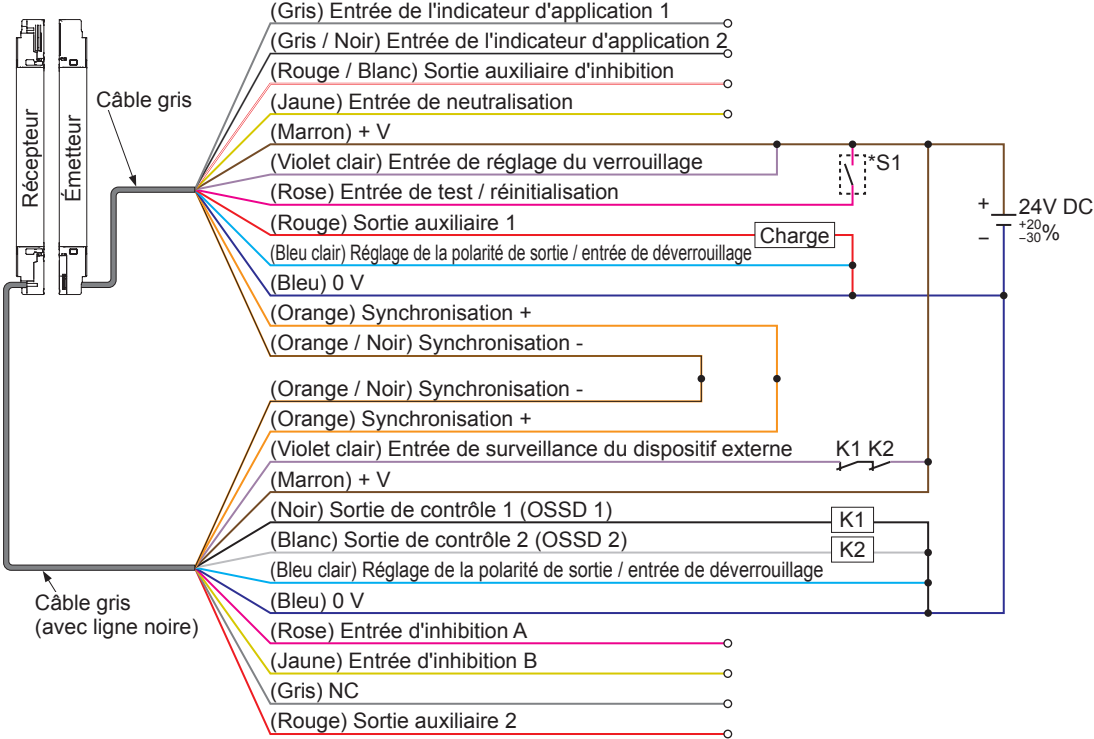 Récepteur
Émetteur
Câble gris
(Gris) Entrée de l'indicateur d'application 1
(Gris / Noir) Entrée de l'indicateur d'application 2
(Rouge / Blanc) Sortie auxiliaire d'inhibition
(Jaune) Entrée de neutralisation
(Marron) + V
(Violet clair) Entrée de réglage du verrouillage
*S1
(Rose) Entrée de test / réinitialisation
(Rouge) Sortie auxiliaire 1
Charge
+
24V DC
+20
–30 %
–
(Bleu clair) Réglage de la polarité de sortie / entrée de déverrouillage
(Bleu) 0 V
(Orange) Synchronisation +
(Orange / Noir) Synchronisation -
(Orange / Noir) Synchronisation -
(Orange) Synchronisation +
(Violet clair) Entrée de surveillance du dispositif externe
K1 K2
(Marron) + V
(Noir) Sortie de contrôle 1 (OSSD 1)
K1
(Blanc) Sortie de contrôle 2 (OSSD 2)
K2
(Bleu clair) Réglage de la polarité de sortie / entrée de déverrouillage
(Bleu) 0 V
Câble gris
(avec ligne noire)
(Rose) Entrée d'inhibition A
(Jaune) Entrée d'inhibition B
(Gris) NC
(Rouge) Sortie auxiliaire 2